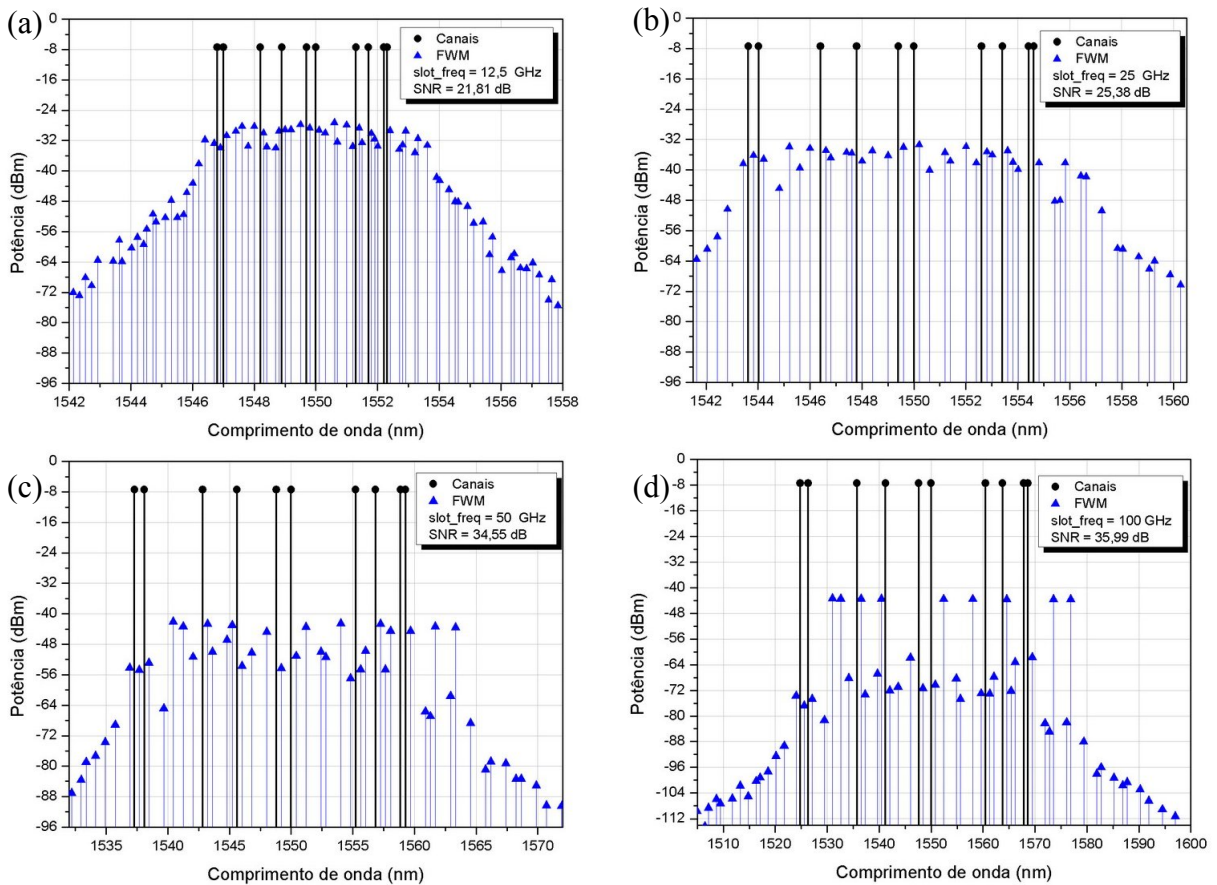 (a)
0
-8
-16
-24
-32
-40
-48
-56
-64
-72
-80
-88
-96
Potência (dBm)
Canais
FWM
slot_freq = 12,5 GHz
SNR = 21,81 dB
1542 1544 1546 1548 1550 1552 1554 1556 1558
Comprimento de onda (nm)
(b)
0
-8
-16
-24
-32
-40
-48
-56
-64
-72
-80
-88
-96
Potência (dBm)
Canais
FWM
slot_freq = 25 GHz
SNR = 25,38 dB
1542 1544 1546 1548 1550 1552 1554 1556 1558 1560
Comprimento de onda (nm)
(c)
0
-8
-16
-24
-32
-40
-48
-56
-64
-72
-80
-88
-96
Potência (dBm)
Canais
FWM
slot_freq = 50 GHz
SNR = 34,55 dB
1535 1540 1545 1550 1555 1560 1565 1570
Comprimento de onda (nm)
(d)
0
-8
-16
-24
-32
-40
-48
-56
-64
-72
-80
-88
-96
-104
-112
Potência (dBm)
Canais
FWM
slot_freq = 100 GHz
SNR = 35,99 dB
1510 1520 1530 1540 1550 1560 1570 1580 1590 1600
Comprimento de onda (nm)